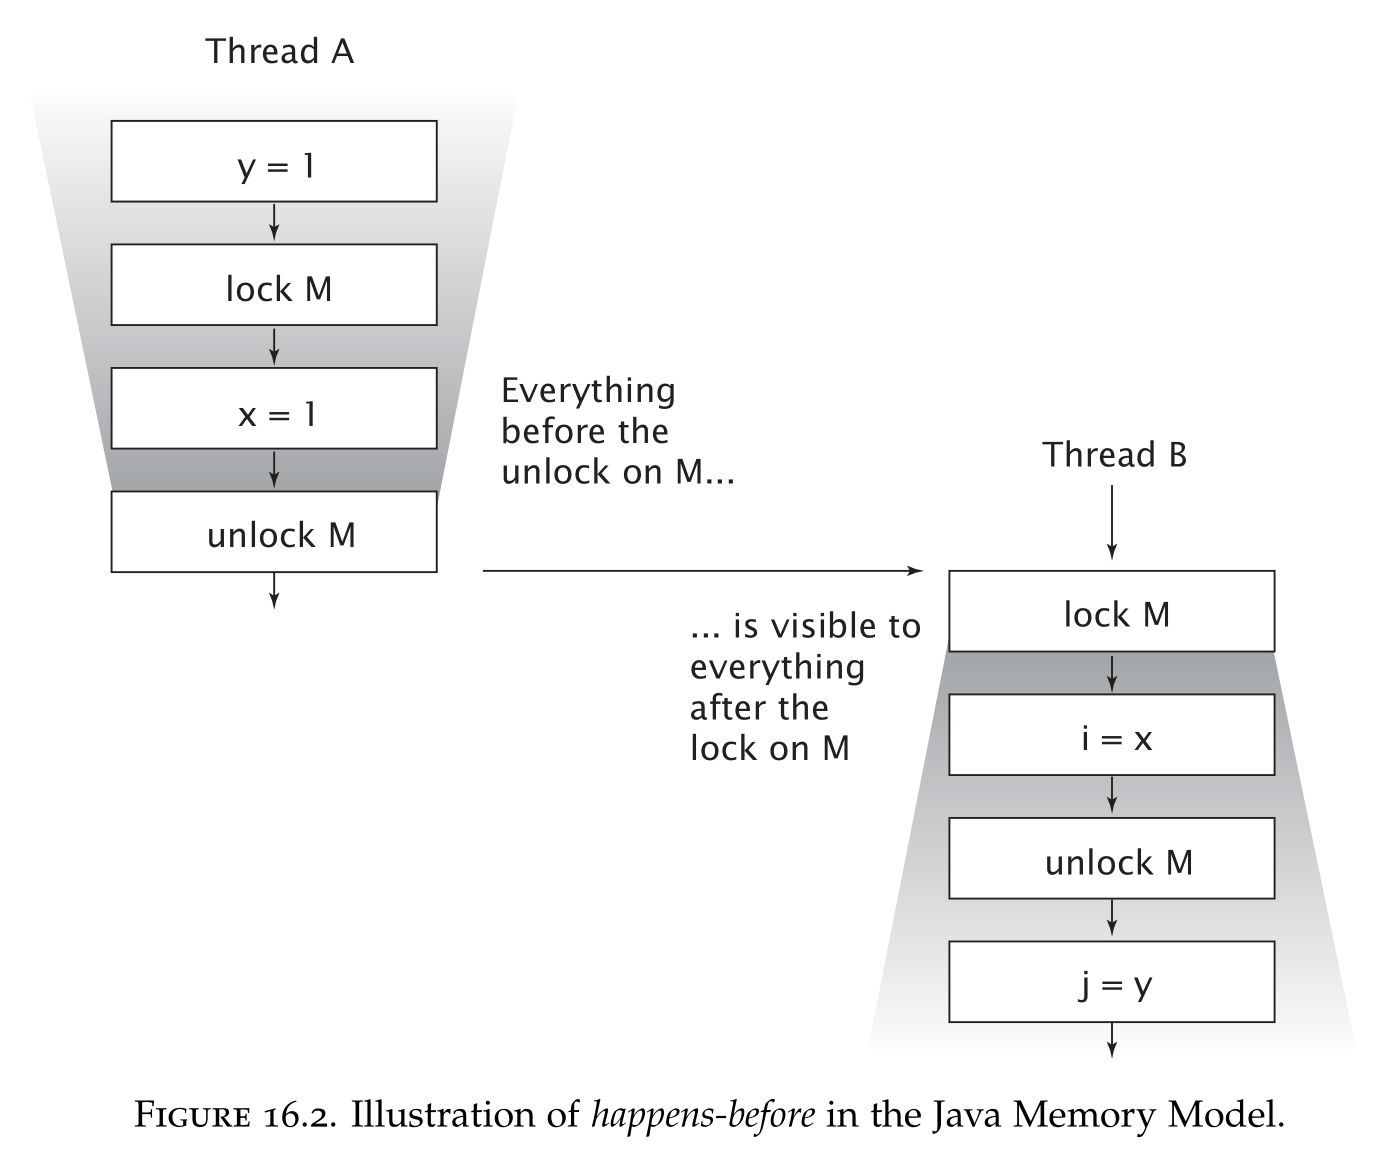 Thread A
y = 1
lock M
x = 1
unlock M
Everything
before the
unlock on M...
... is visible to
everything
after the
lock on M
Thread B
lock M
i = x
unlock M
j = y
FIGURE 16.2. Illustration of happens-before in the Java Memory Model.